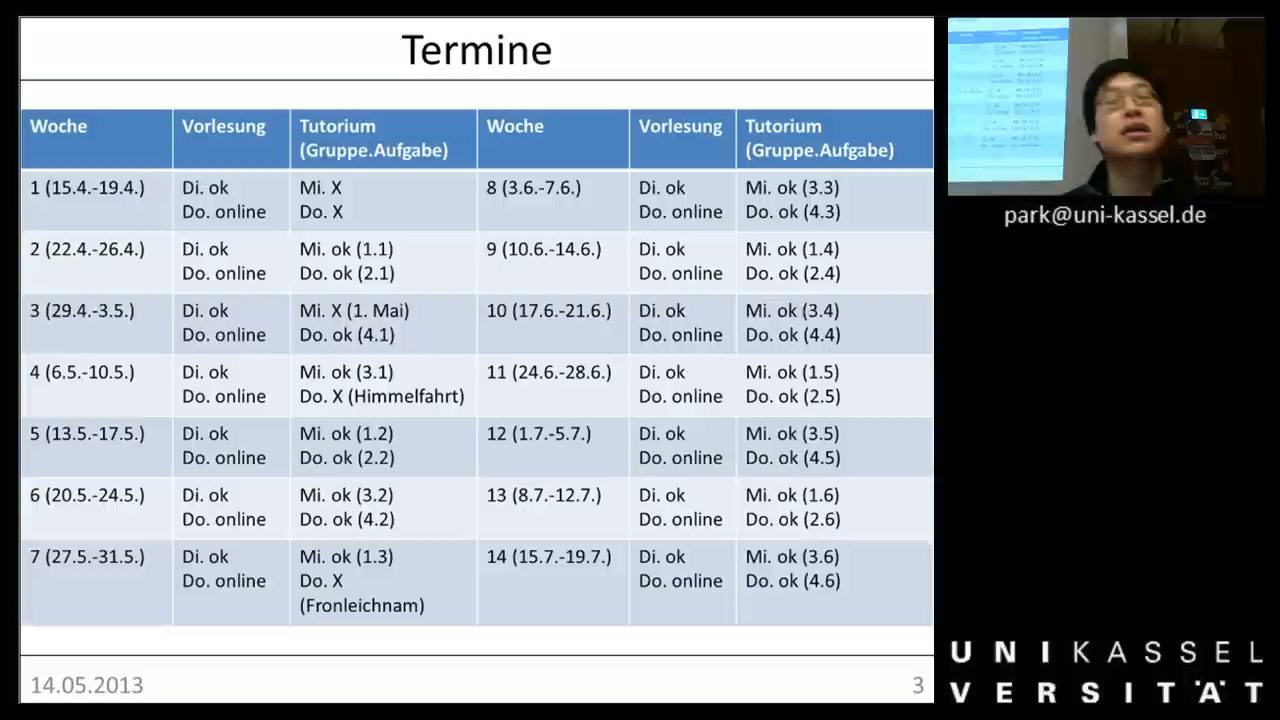 Termine
Woche Vorlesung Tutorium (Gruppe.Aufgabe) Woche Vorlesung Tutorium (Gruppe.Aufgabe)
1 (15.4.-19.4.) Di. ok Mi. X 8 (3.6.-7.6.) Di. ok Mi. ok (3.3)
Do. online Do. X Do. online Do. ok (4.3)
2 (22.4.-26.4.) Di. ok Mi. ok (1.1) 9 (10.6.-14.6.) Di. ok Mi. ok (1.4)
Do. online Do. ok (2.1) Do. online Do. ok (2.4)
3 (29.4.-3.5.) Di. ok Mi. X (1. Mai) 10 (17.6.-21.6.) Di. ok Mi. ok (3.4)
Do. online Do. ok (4.1) Do. online Do. ok (4.4)
4 (6.5.-10.5.) Di. ok Mi. ok (3.1) 11 (24.6.-28.6.) Di. ok Mi. ok (1.5)
Do. online Do. X (Himmelfahrt) Do. online Do. ok (2.5)
5 (13.5.-17.5.) Di. ok Mi. ok (1.2) 12 (1.7.-5.7.) Di. ok Mi. ok (3.5)
Do. online Do. ok (2.2) Do. online Do. ok (4.5)
6 (20.5.-24.5.) Di. ok Mi. ok (3.2) 13 (8.7.-12.7.) Di. ok Mi. ok (1.6)
Do. online Do. ok (4.2) Do. online Do. ok (2.6)
7 (27.5.-31.5.) Di. ok Mi. ok (1.3) 14 (15.7.-19.7.) Di. ok Mi. ok (3.6)
Do. online Do. X Do. online Do. ok (4.6)
(Fronleichnam)
14.05.2013 3
park@uni-kassel.de
UNIKASSEL
VERSITÄT